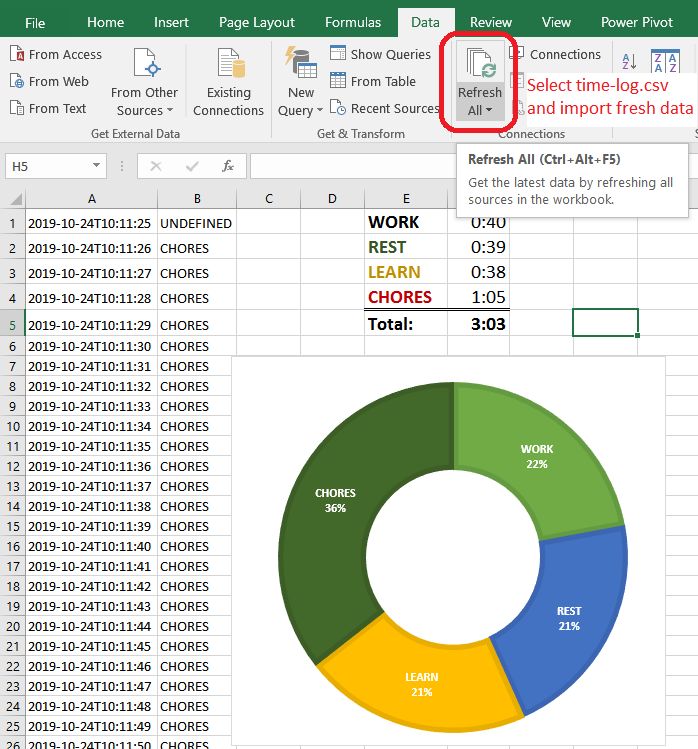 File Home Insert Page Layout Formulas Data Review View Power Pivot
From Access
From Web
From Text
From Other
Sources
Existing
Connections
Get External Data
New
Query
Show Queries
From Table
Recent Sources
Get & Transform
Refresh
All
Connections
Connections
Select time-log.csv
and import fresh data
Refresh All (Ctrl+Alt+F5)
Get the latest data by refreshing all
sources in the workbook.
H5 fx
A B C D E
1 2019-10-24T10:11:25 UNDEFINED WORK 0:40
2 2019-10-24T10:11:26 CHORES REST 0:39
3 2019-10-24T10:11:27 CHORES LEARN 0:38
4 2019-10-24T10:11:28 CHORES CHORES 1:05
5 2019-10-24T10:11:29 CHORES Total: 3:03
6 2019-10-24T10:11:30 CHORES
7 2019-10-24T10:11:31 CHORES
8 2019-10-24T10:11:32 CHORES
9 2019-10-24T10:11:33 CHORES
10 2019-10-24T10:11:34 CHORES
11 2019-10-24T10:11:35 CHORES
12 2019-10-24T10:11:36 CHORES
13 2019-10-24T10:11:37 CHORES
14 2019-10-24T10:11:38 CHORES
15 2019-10-24T10:11:39 CHORES
16 2019-10-24T10:11:40 CHORES
17 2019-10-24T10:11:41 CHORES
18 2019-10-24T10:11:42 CHORES
19 2019-10-24T10:11:43 CHORES
20 2019-10-24T10:11:44 CHORES
21 2019-10-24T10:11:45 CHORES
22 2019-10-24T10:11:46 CHORES
23 2019-10-24T10:11:47 CHORES
24 2019-10-24T10:11:48 CHORES
25 2019-10-24T10:11:49 CHORES
26 2019-10-24T10:11:50 CHORES
WORK
22%
CHORES
36%
REST
21%
LEARN
21%